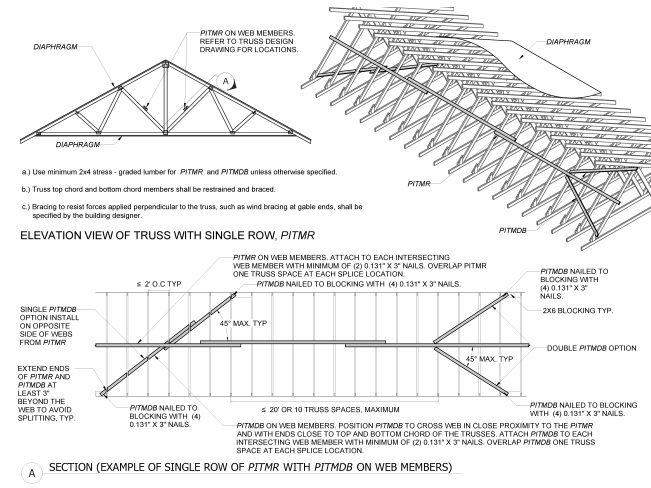 PITMR ON WEB MEMBERS.
REFER TO TRUSS DESIGN
DRAWING FOR LOCATIONS.
DIAPHRAGM
A
DIAPHRAGM
DIAPHRAGM
PITMR
PITMDB
a.) Use minimum 2x4 stress - graded lumber for PITMR and PITMDB unless otherwise specified.
b.) Truss top chord and bottom chord members shall be restrained and braced.
c.) Bracing to resist forces applied perpendicular to the truss, such as wind bracing at gable ends, shall be
specified by the building designer.
ELEVATION VIEW OF TRUSS WITH SINGLE ROW, PITMR
PITMR ON WEB MEMBERS. ATTACH TO EACH INTERSECTING
WEB MEMBER WITH MINIMUM OF (2) 0.131" X 3" NAILS. OVERLAP PITMR
ONE TRUSS SPACE AT EACH SPLICE LOCATION.
≤ 2' O.C TYP
PITMDB NAILED TO BLOCKING WITH (4) 0.131" X 3" NAILS.
PITMDB NAILED TO
BLOCKING WITH
(4) 0.131" X 3"
NAILS.
2X6 BLOCKING TYP.
SINGLE PITMDB
OPTION INSTALL
ON OPPOSITE
SIDE OF WEBS
FROM PITMR
45° MAX. TYP
DOUBLE PITMDB OPTION
45° MAX. TYP
EXTEND ENDS
OF PITMR AND
PITMDB AT
LEAST 3"
BEYOND THE
WEB TO AVOID
SPLITTING, TYP.
PITMDB NAILED TO
BLOCKING WITH (4)
0.131" X 3" NAILS.
≤ 20' OR 10 TRUSS SPACES, MAXIMUM
PITMDB NAILED TO BLOCKING
WITH (4) 0.131" X 3" NAILS.
PITMDB ON WEB MEMBERS. POSITION PITMDB TO CROSS WEB IN CLOSE PROXIMITY TO THE PITMR
AND WITH ENDS CLOSE TO TOP AND BOTTOM CHORD OF THE TRUSSES. ATTACH PITMDB TO EACH
INTERSECTING WEB MEMBER WITH MINIMUM OF (2) 0.131" X 3" NAILS. OVERLAP PITMDB ONE TRUSS
SPACE AT EACH SPLICE LOCATION.
A
SECTION (EXAMPLE OF SINGLE ROW OF PITMR WITH PITMDB ON WEB MEMBERS)